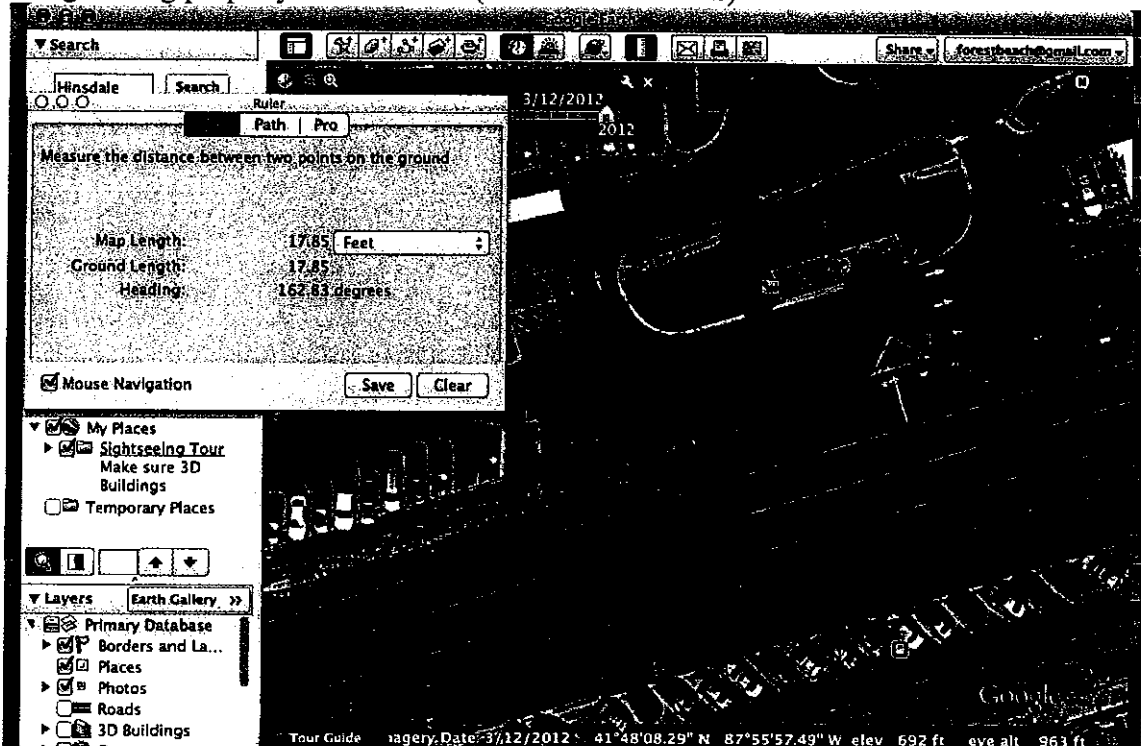 Google Earth
Search
Share
forestbeach@gmail.com
Hinsdale
Search
Ruler
3/12/2012
2012
N
Path
Pro
Measure the distance between two points on the ground
Map Length:
17.85
Feet
Ground Length:
17.85
Heading:
162.83 degrees
Mouse Navigation
Save
Clear
My Places
Sightseeing Tour
Make sure 3D
Buildings
Temporary Places
Layers
Earth Gallery >>
Primary Database
Borders and La...
Places
Photos
Roads
3D Buildings
Google
Tour Guide
agery Date: 3/12/2012
41°48'08.29" N
87°55'57.49" W
elev 692 ft
eye alt 963 ft